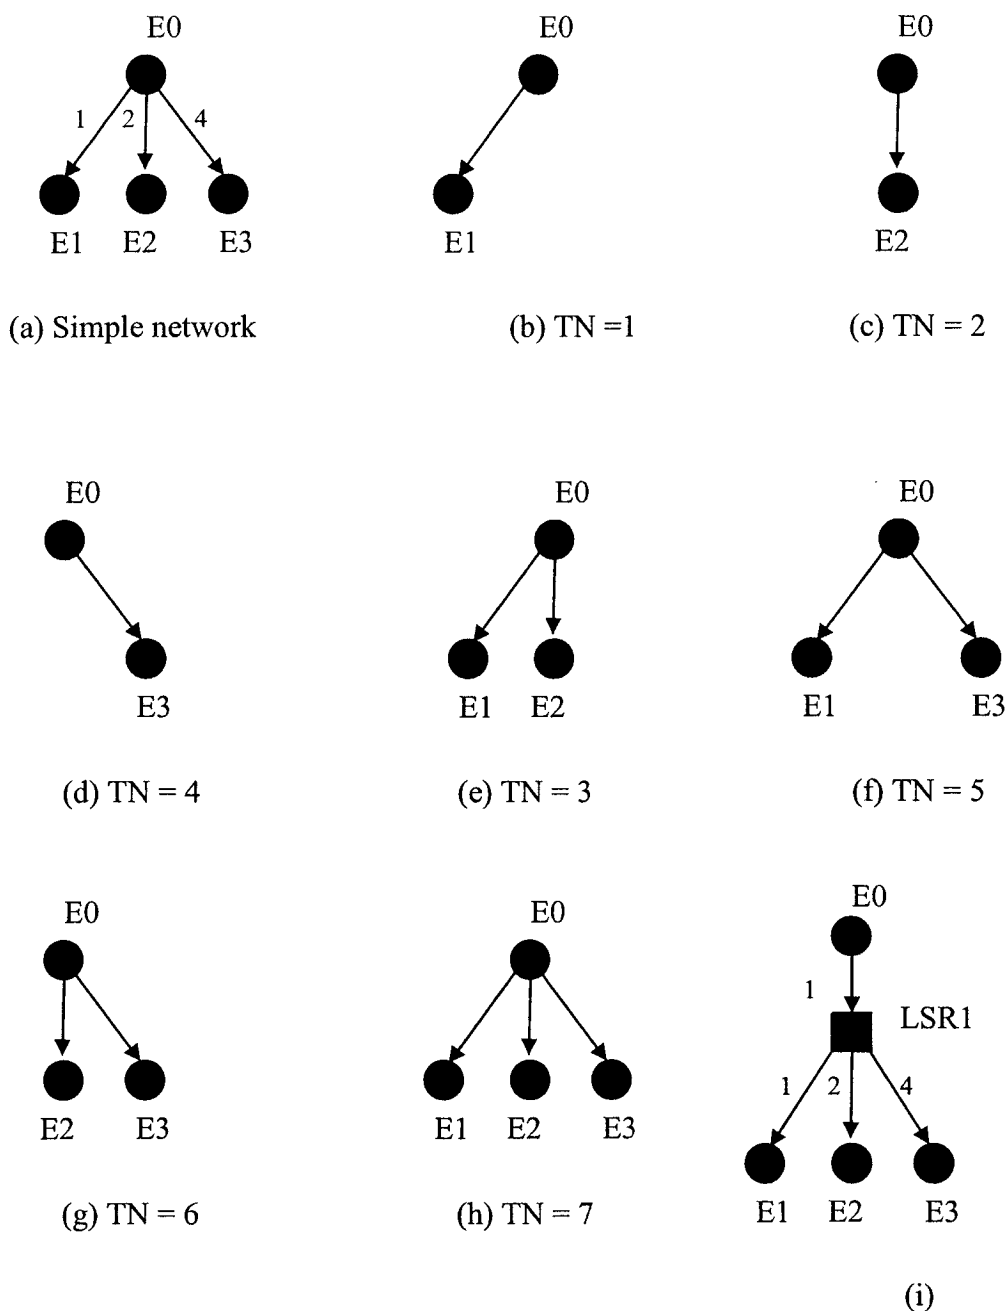 E0
E0
E0
1
2
4
E1
E2
E3
E1
E2
(a) Simple network
(b) TN =1
(c) TN = 2
E0
E0
E0
E3
E1
E2
E1
E3
(d) TN = 4
(e) TN = 3
(f) TN = 5
E0
E0
E0
1
LSR1
1
2
4
E2
E3
E1
E2
E3
E1
E2
E3
(g) TN = 6
(h) TN = 7
(i)